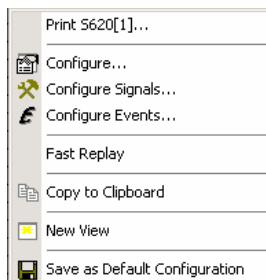 Print S620[1]...
Configure...
Configure Signals...
Configure Events...
Fast Replay
Copy to Clipboard
New View
Save as Default Configuration